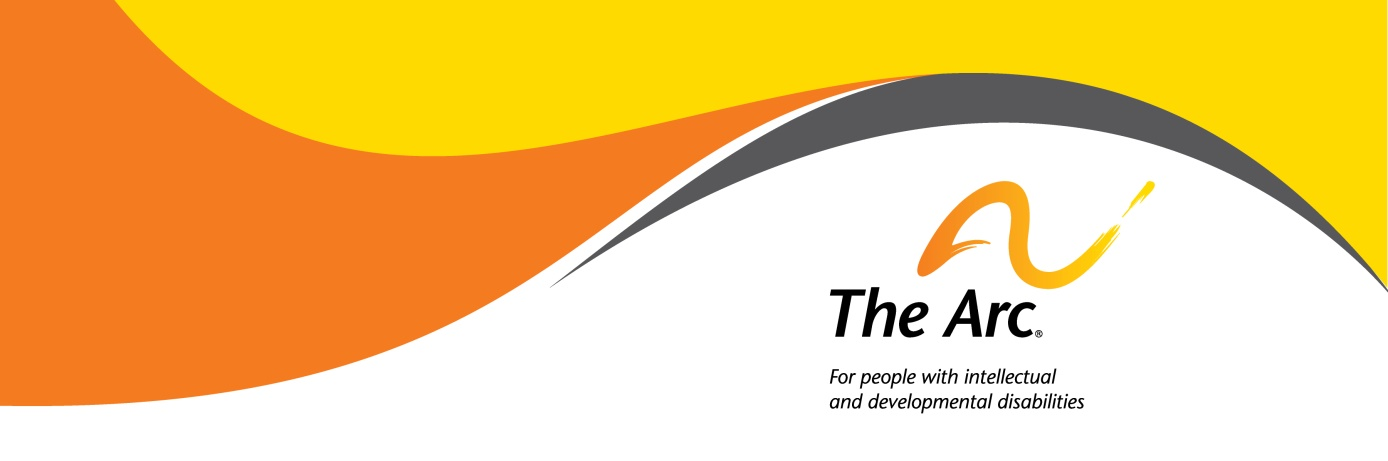 The Arc®
For people with intellectual
and developmental disabilities